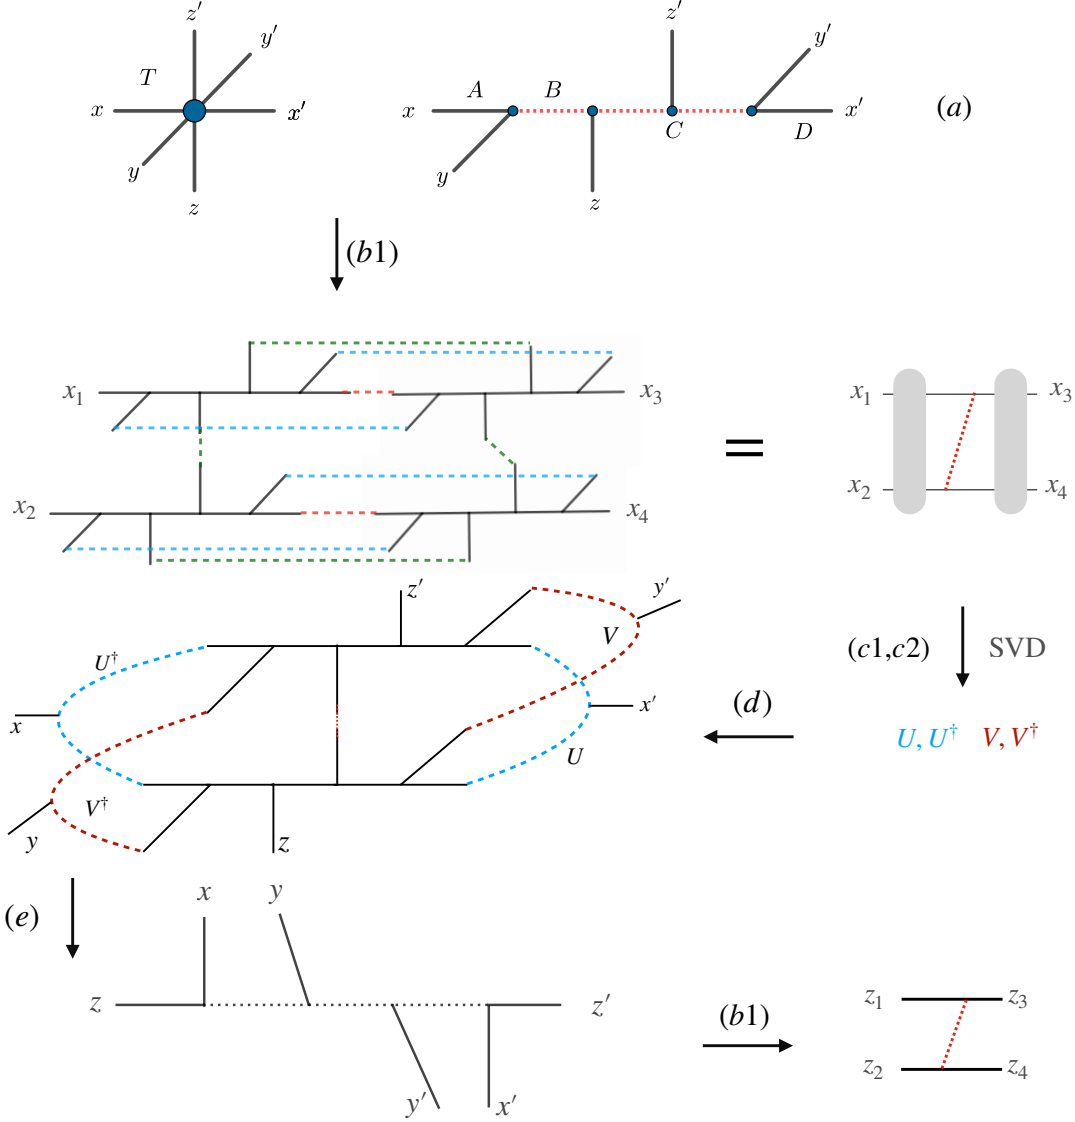 z′ y′ T x x′ y z
z′ y′ A B x x′ C D y z (a)
(b1)
x₁ x₃
x₂ x₄
=
x₁ x₃
x₂ x₄
(c1,c2) SVD
U, U† V, V†
(d)
z′ y′
U† V
x x′
U
V†
y z
(e)
x y
z z′
y′ x′
(b1)
z₁ z₃
z₂ z₄